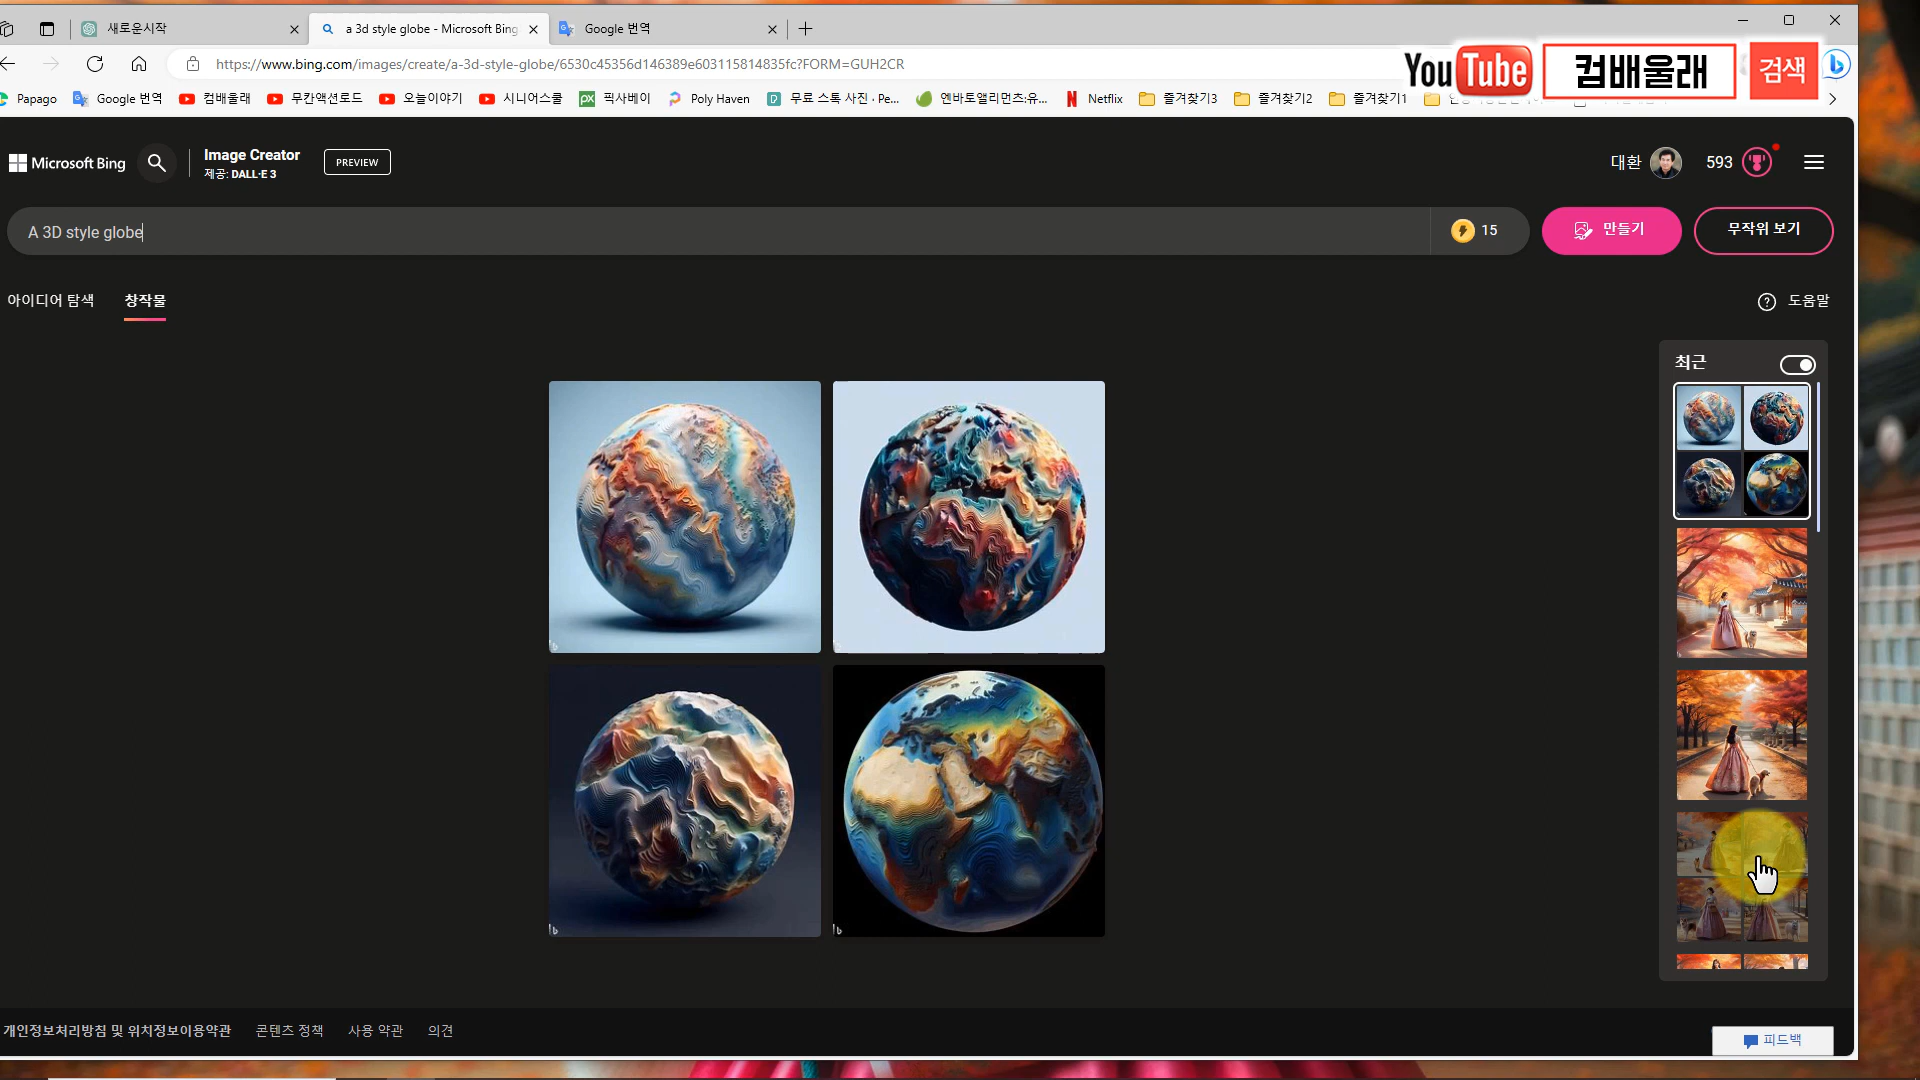 새로운시작
a 3d style globe - Microsoft Bing
Google 번역
https://www.bing.com/images/create/a-3d-style-globe/6530c45356d146389e603115814835fc?FORM=GUH2CR
YouTube 컴배울래 검색
Papago
Google 번역
컴배울래
무칸액션로드
오늘이야기
시니어스쿨
픽사베이
Poly Haven
무료 스톡 사진 · Pe...
엔바토앨리먼츠:유...
Netflix
즐겨찾기3
즐겨찾기2
즐겨찾기1
Microsoft Bing
Image Creator
제공: DALL·E 3
PREVIEW
대환
593
A 3D style globe
15
만들기
무작위 보기
아이디어 탐색
창작물
도움말
최근
개인정보처리방침 및 위치정보이용약관
콘텐츠 정책
사용 약관
의견
피드백